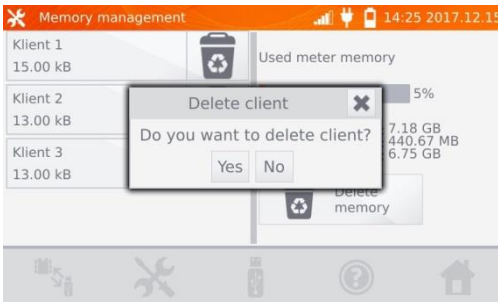 Memory management
14:25 2017.12.15
Klient 1
15.00 kB
Used meter memory
Klient 2
13.00 kB
5%
Delete client
Do you want to delete client?
Yes No
7.18 GB
440.67 MB
6.75 GB
Klient 3
13.00 kB
Delete
memory